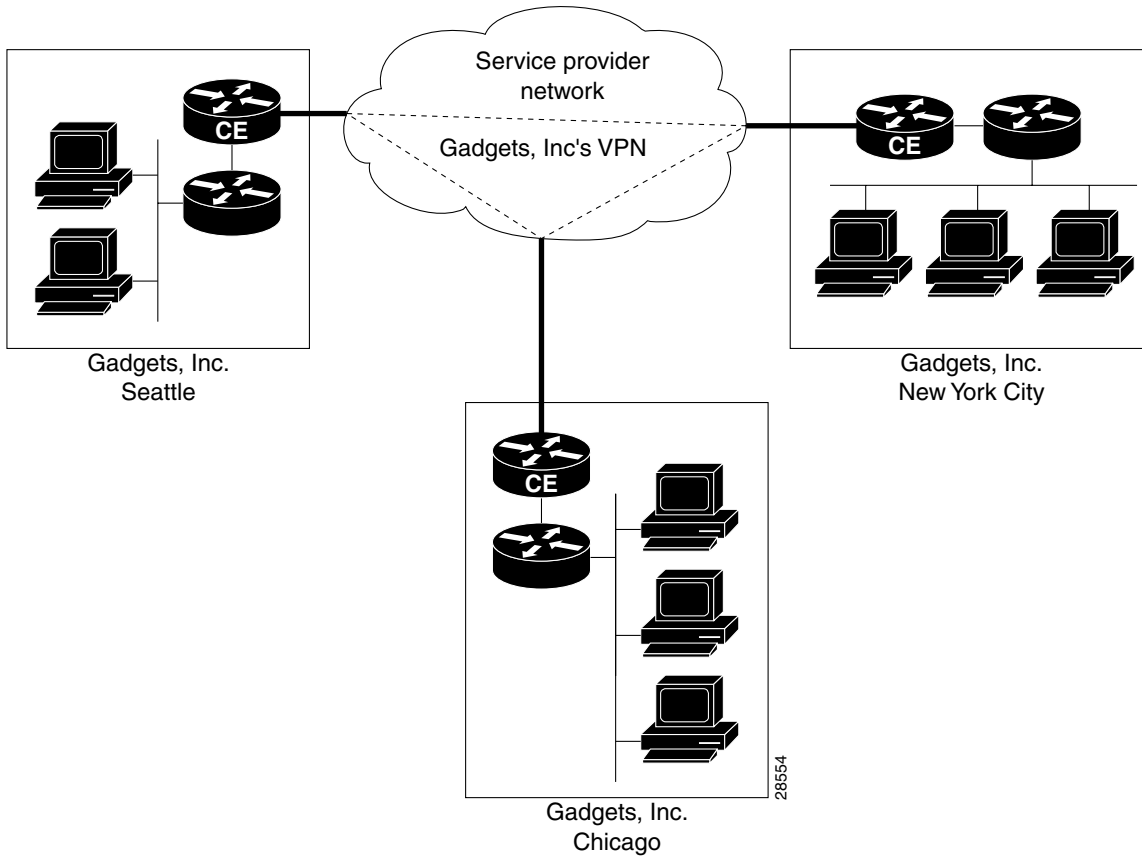 Service provider
network
Gadgets, Inc's VPN
CE
CE
Gadgets, Inc.
Seattle
Gadgets, Inc.
New York City
CE
28554
Gadgets, Inc.
Chicago